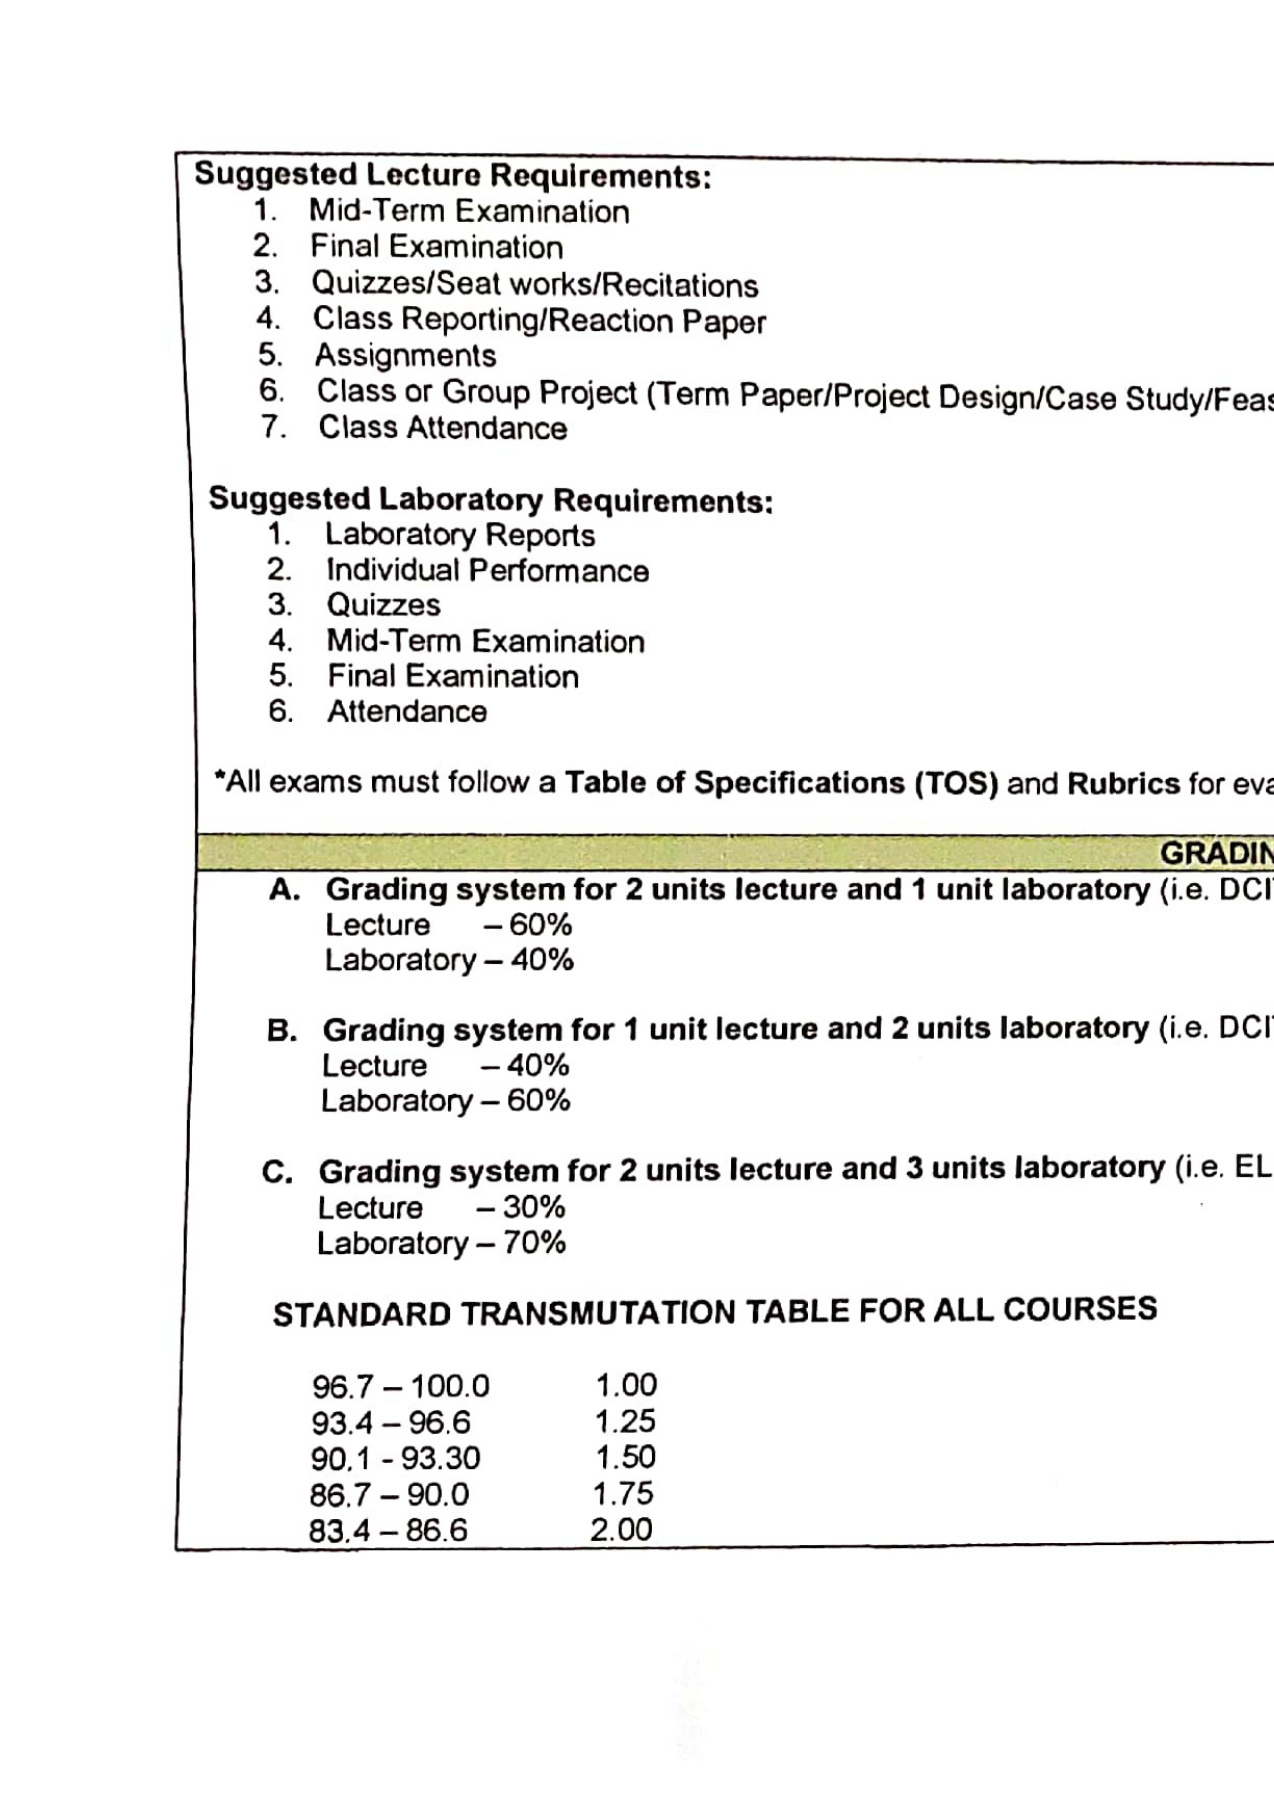 Suggested Lecture Requirements:
1. Mid-Term Examination
2. Final Examination
3. Quizzes/Seat works/Recitations
4. Class Reporting/Reaction Paper
5. Assignments
6. Class or Group Project (Term Paper/Project Design/Case Study/Feas
7. Class Attendance
Suggested Laboratory Requirements:
1. Laboratory Reports
2. Individual Performance
3. Quizzes
4. Mid-Term Examination
5. Final Examination
6. Attendance
*All exams must follow a Table of Specifications (TOS) and Rubrics for eva
GRADIN
A. Grading system for 2 units lecture and 1 unit laboratory (i.e. DCI
Lecture – 60%
Laboratory – 40%
B. Grading system for 1 unit lecture and 2 units laboratory (i.e. DCI
Lecture – 40%
Laboratory – 60%
C. Grading system for 2 units lecture and 3 units laboratory (i.e. EL
Lecture – 30%
Laboratory – 70%
STANDARD TRANSMUTATION TABLE FOR ALL COURSES
96.7 – 100.0 1.00
93.4 – 96.6 1.25
90.1 - 93.30 1.50
86.7 – 90.0 1.75
83.4 – 86.6 2.00